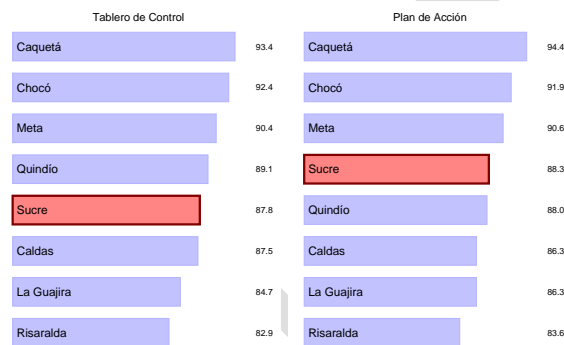 Tablero de Control
Caquetá 93.4
Chocó 92.4
Meta 90.4
Quindío 89.1
Sucre 87.8
Caldas 87.5
La Guajira 84.7
Risaralda 82.9
Plan de Acción
Caquetá 94.4
Chocó 91.9
Meta 90.6
Sucre 88.3
Quindío 88.0
Caldas 86.3
La Guajira 86.3
Risaralda 83.6